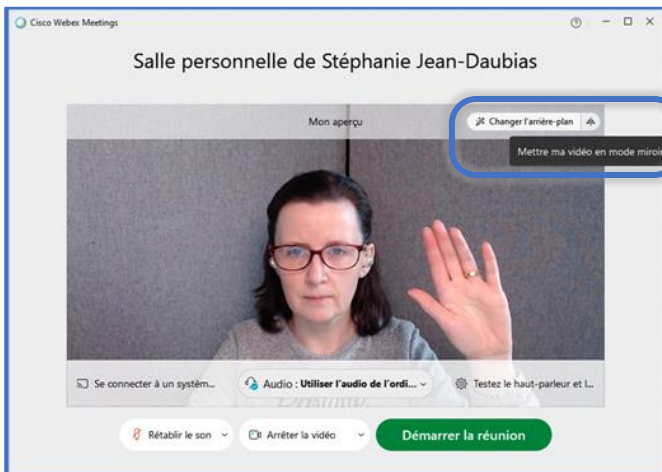 Cisco Webex Meetings
Salle personnelle de Stéphanie Jean-Daubias
Mon aperçu
Changer l'arrière-plan
Mettre ma vidéo en mode miroir
Se connecter à un systèm...
Audio : Utiliser l'audio de l'ordi...
Testez le haut-parleur et l...
Rétablir le son
Arrêter la vidéo
Démarrer la réunion